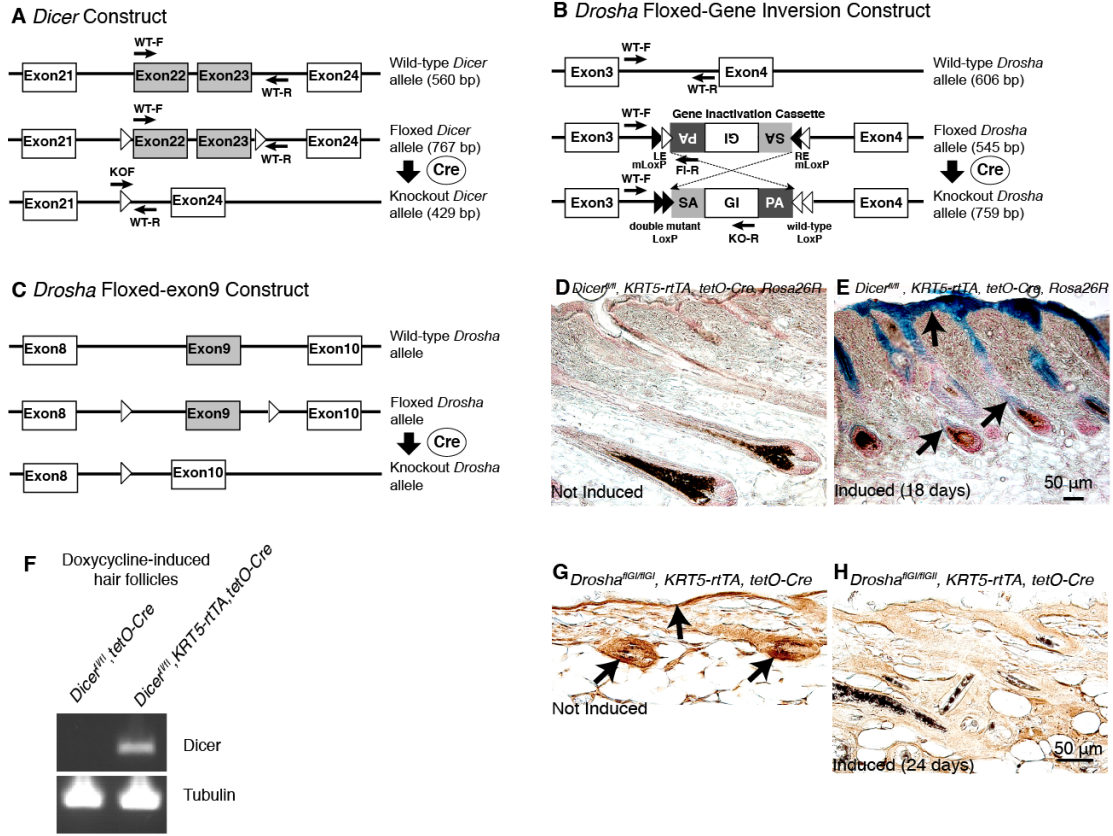 A Dicer Construct
WT-F
Exon21 Exon22 Exon23 Exon24
WT-R
Wild-type Dicer
allele (560 bp)
WT-F
Exon21 Exon22 Exon23 Exon24
WT-R
Floxed Dicer
allele (767 bp)
Cre
KOF
Exon21 Exon24
WT-R
Knockout Dicer
allele (429 bp)
B Drosha Floxed-Gene Inversion Construct
WT-F
Exon3 Exon4
WT-R
Wild-type Drosha
allele (606 bp)
Gene Inactivation Cassette
WT-F
Exon3 PA GI SA Exon4
LE
mLoxP
FI-R
RE
mLoxP
Floxed Drosha
allele (545 bp)
Cre
WT-F
Exon3 SA GI PA Exon4
double mutant
LoxP
KO-R
wild-type
LoxP
Knockout Drosha
allele (759 bp)
C Drosha Floxed-exon9 Construct
Exon8 Exon9 Exon10
Wild-type Drosha
allele
Exon8 Exon9 Exon10
Floxed Drosha
allele
Cre
Exon8 Exon10
Knockout Drosha
allele
D Dicerfl/fl, KRT5-rtTA, tetO-Cre, Rosa26R
Not Induced
E Dicerfl/fl , KRT5-rtTA, tetO-Cre, Rosa26R
Induced (18 days)
50 µm
F Doxycycline-induced
hair follicles
Dicerfl/fl,tetO-Cre
Dicerfl/fl,KRT5-rtTA,tetO-Cre
Dicer
Tubulin
G DroshaflGI/flGI, KRT5-rtTA, tetO-Cre
Not Induced
H DroshaflGI/flGII, KRT5-rtTA, tetO-Cre
Induced (24 days)
50 µm